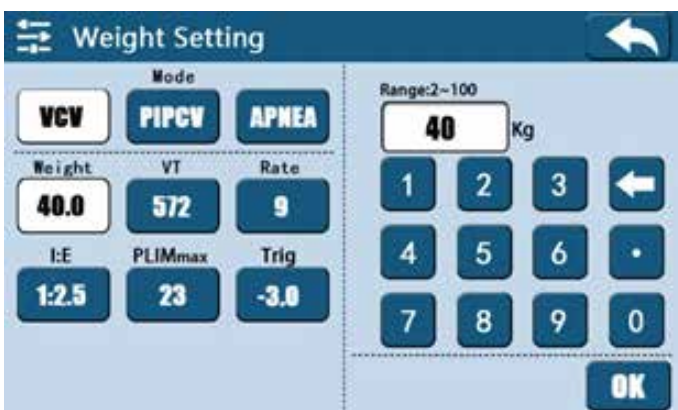 Weight Setting
Mode
VCV PIPCV APNEA
Weight VT Rate
40.0 572 9
I:E PLIMmax Trig
1:2.5 23 -3.0
Range:2~100
40 Kg
1 2 3
4 5 6 ·
7 8 9 0
OK